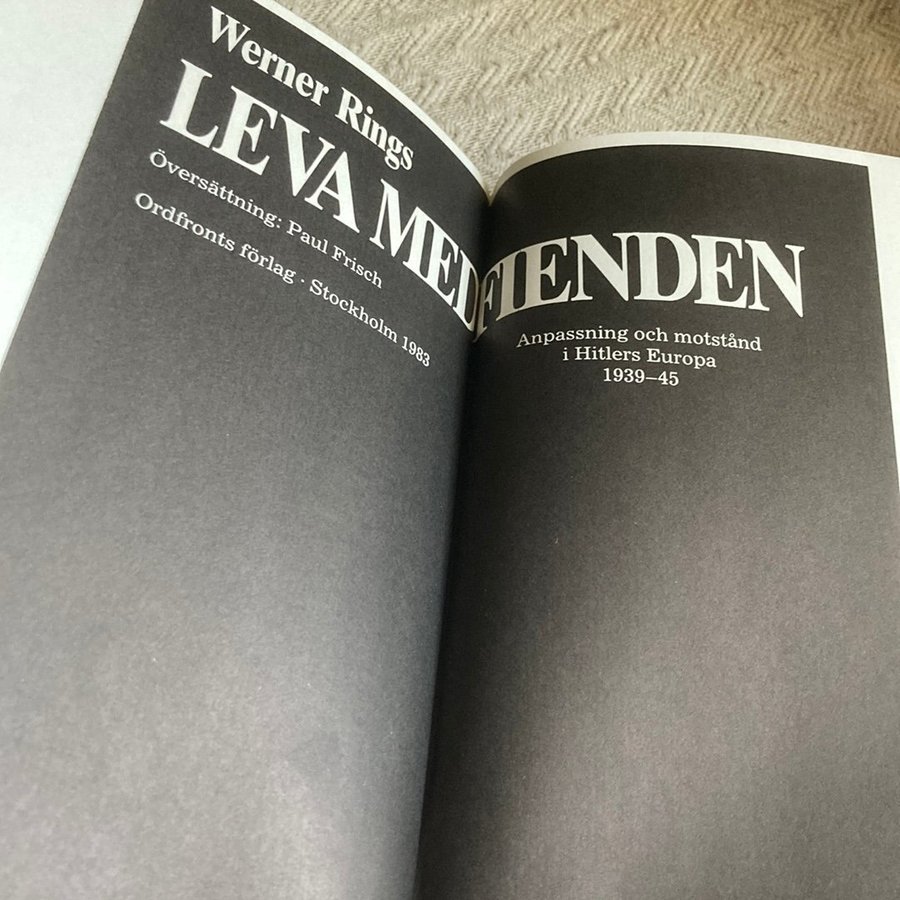 Werner Rings
LEVA MED FIENDEN
Översättning: Paul Frisch
Ordfronts förlag · Stockholm 1983
Anpassning och motstånd
i Hitlers Europa
1939–45